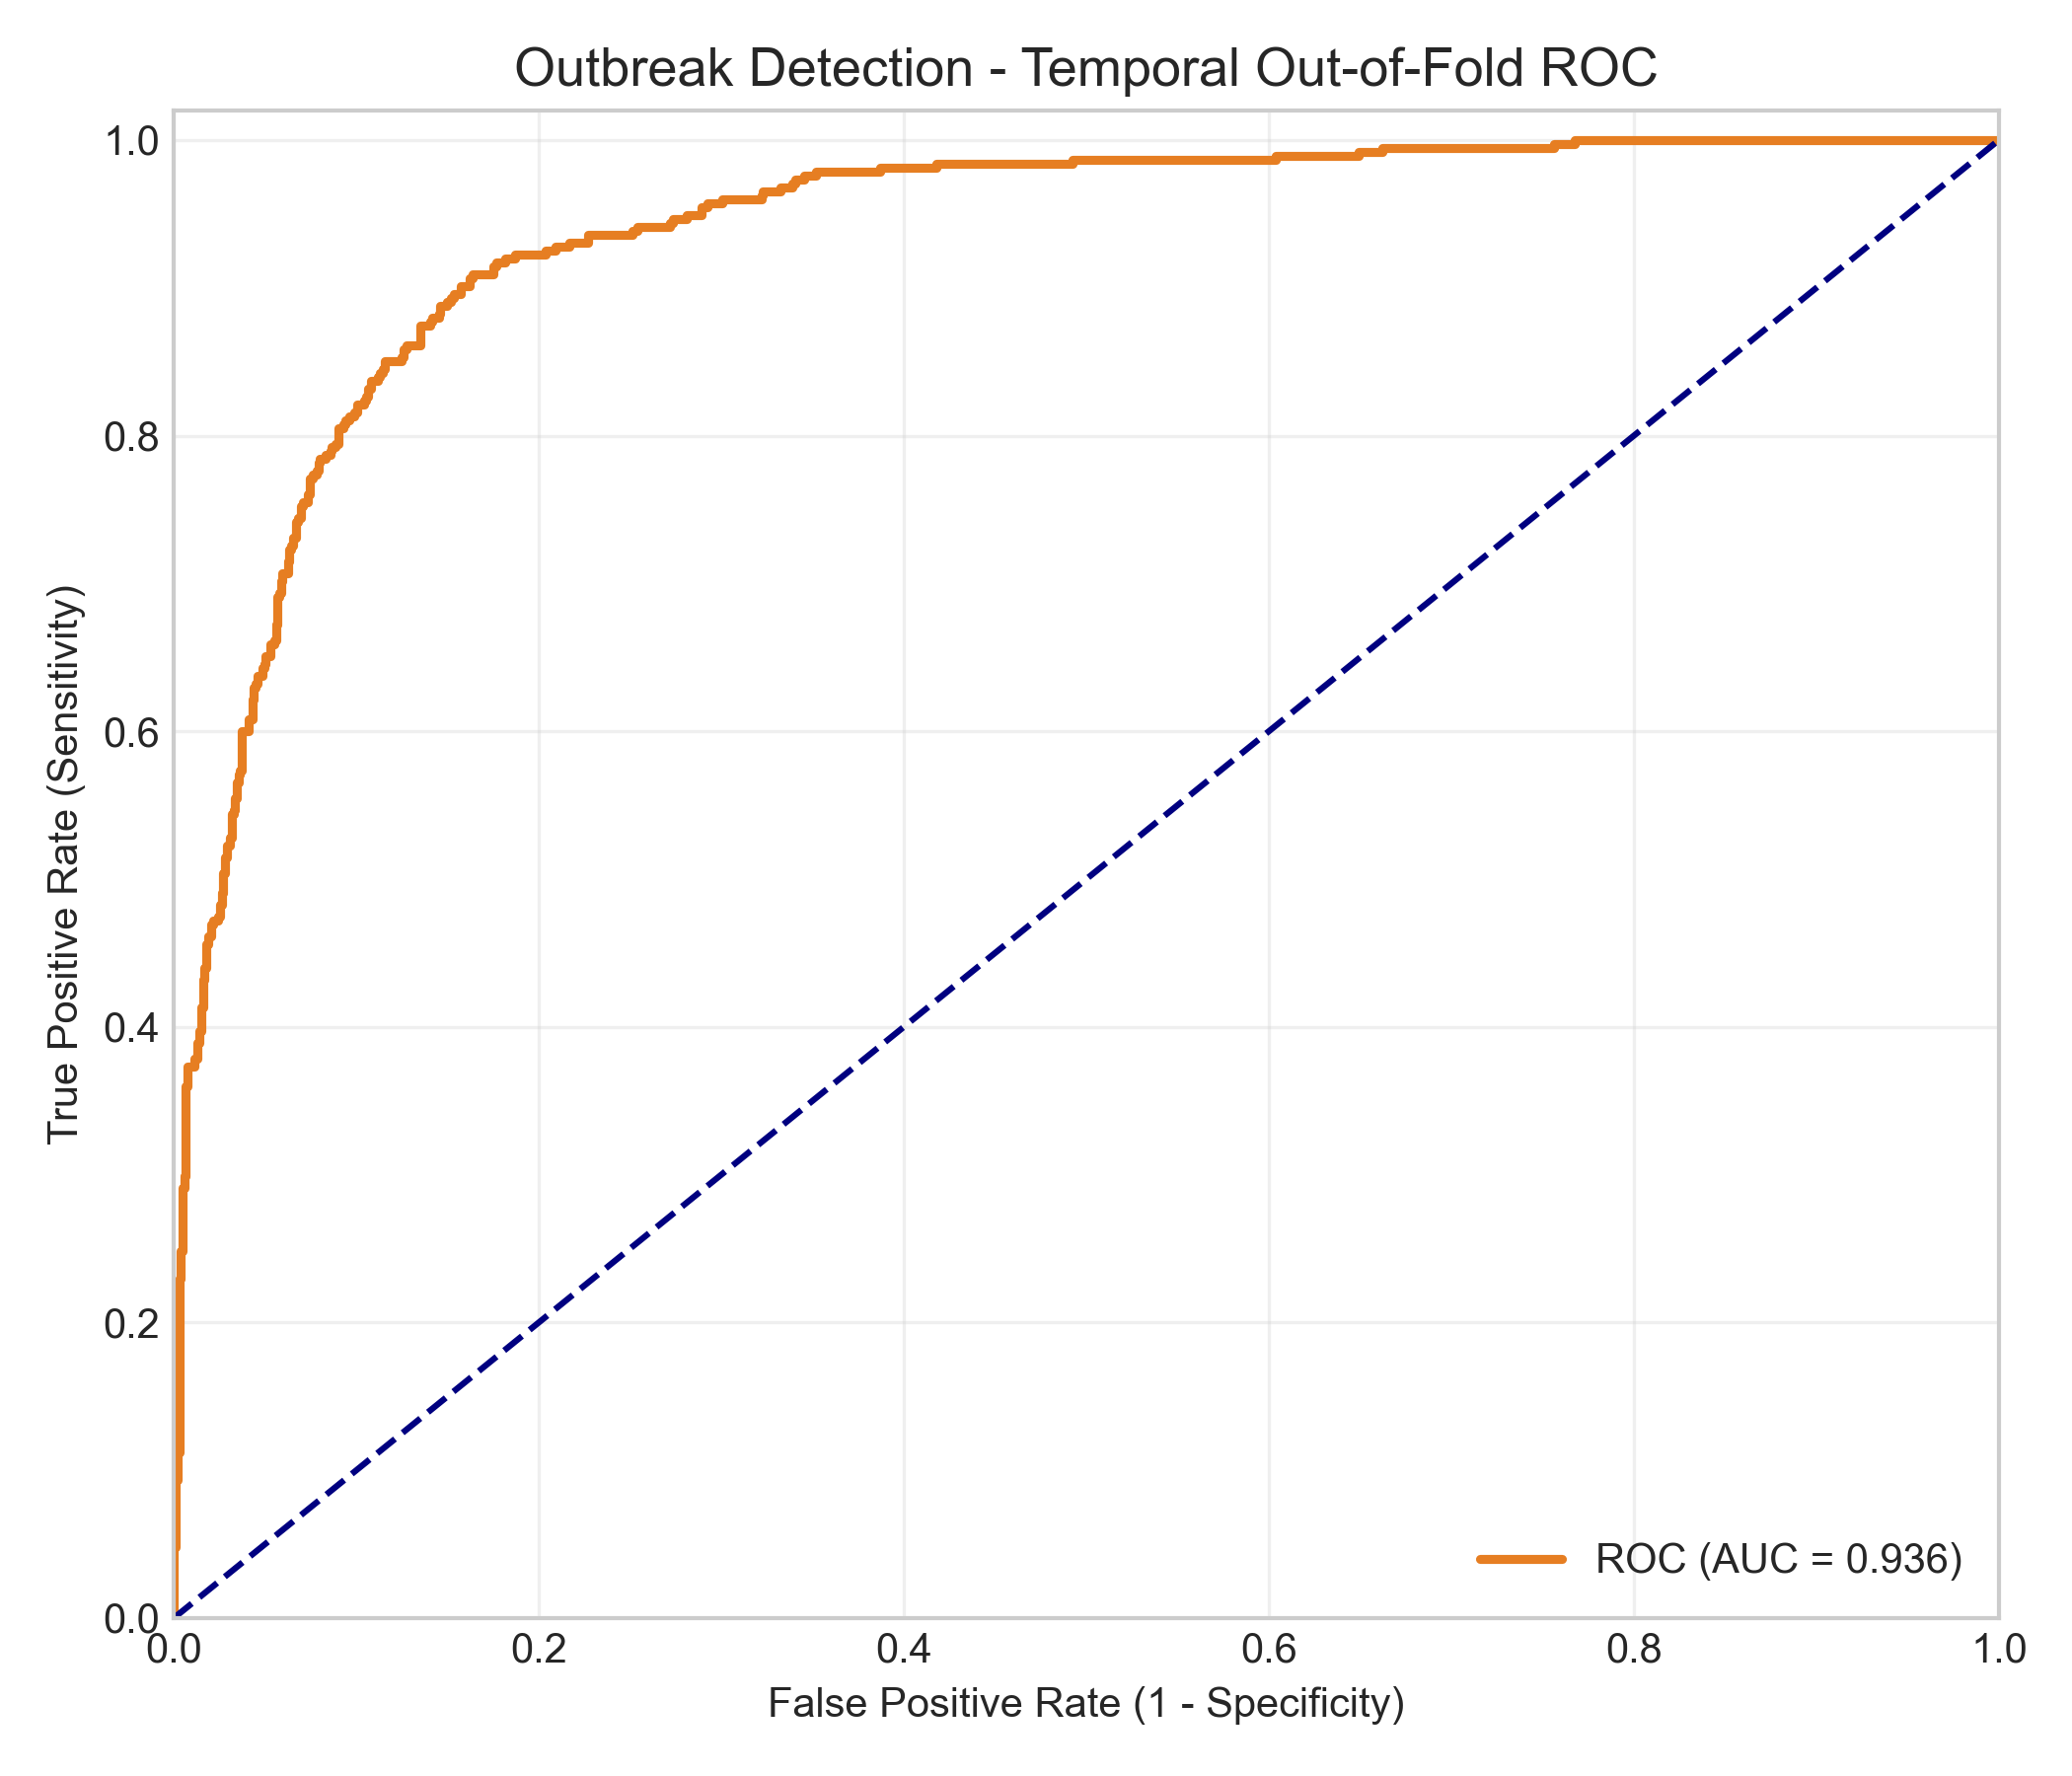 Outbreak Detection - Temporal Out-of-Fold ROC
True Positive Rate (Sensitivity)
1.0
0.8
0.6
0.4
0.2
0.0
0.0 0.2 0.4 0.6 0.8 1.0
False Positive Rate (1 - Specificity)
ROC (AUC = 0.936)